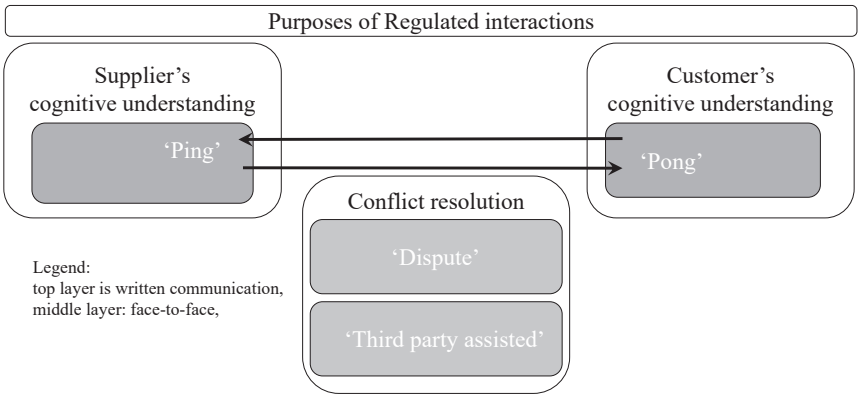 Purposes of Regulated interactions
Supplier’s
cognitive understanding
‘Ping’
Customer’s
cognitive understanding
‘Pong’
Conflict resolution
‘Dispute’
‘Third party assisted’
Legend:
top layer is written communication,
middle layer: face-to-face,